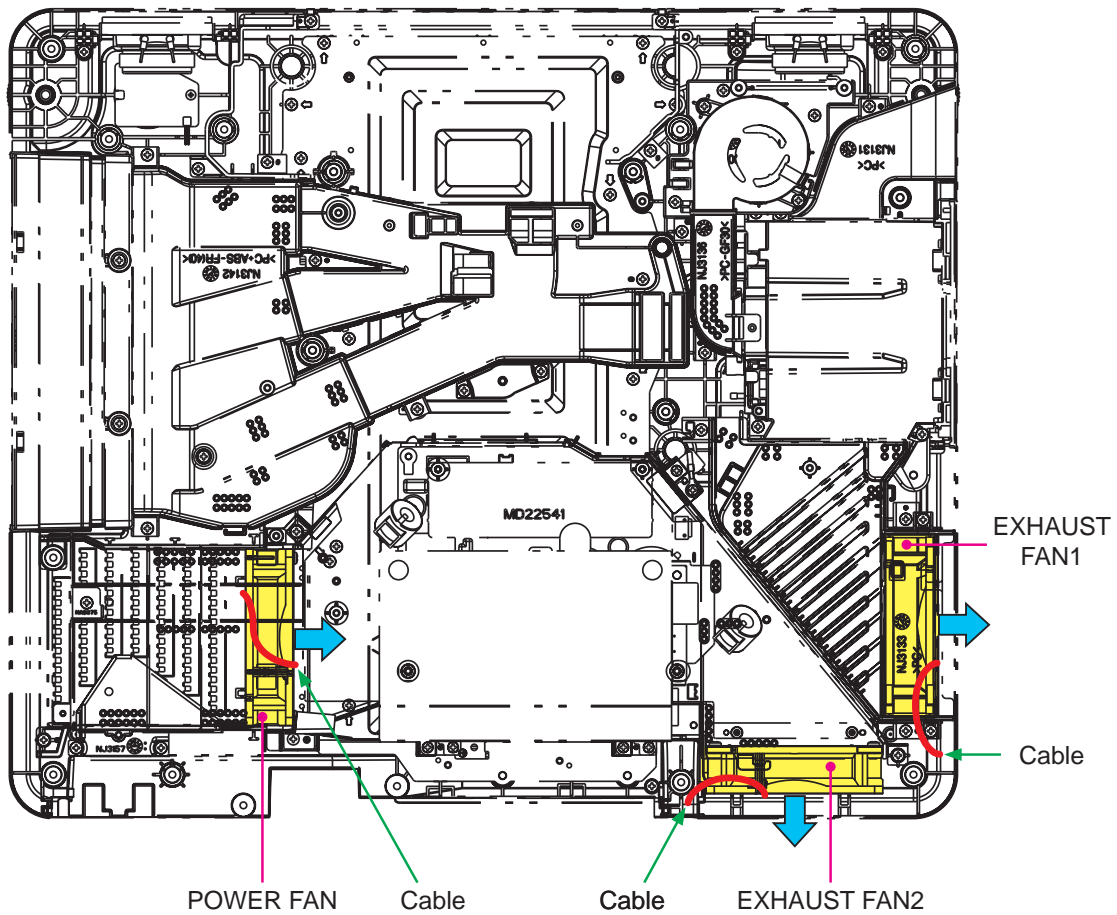 >PC<
NJ3131
NJ3136
>PC-GF30<
>PC+ABS-FR(40)<
NJ3142
MD22541
EXHAUST
FAN1
NJ3133
>PC<
NJ3157
Cable
POWER FAN
Cable
Cable
EXHAUST FAN2